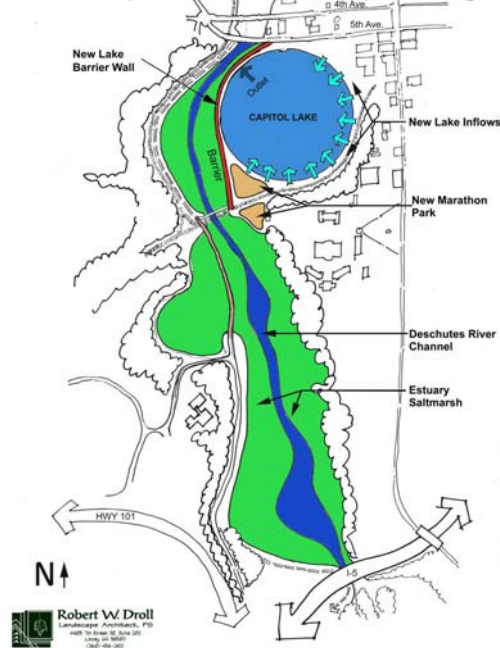 4th Ave.
5th Ave.
New Lake
Barrier Wall
Outlet
CAPITOL LAKE
New Lake Inflows
Barrier
New Marathon
Park
Deschutes River
Channel
Estuary
Saltmarsh
HWY 101
I-5
N
Robert W. Droll
Landscape Architect, PS